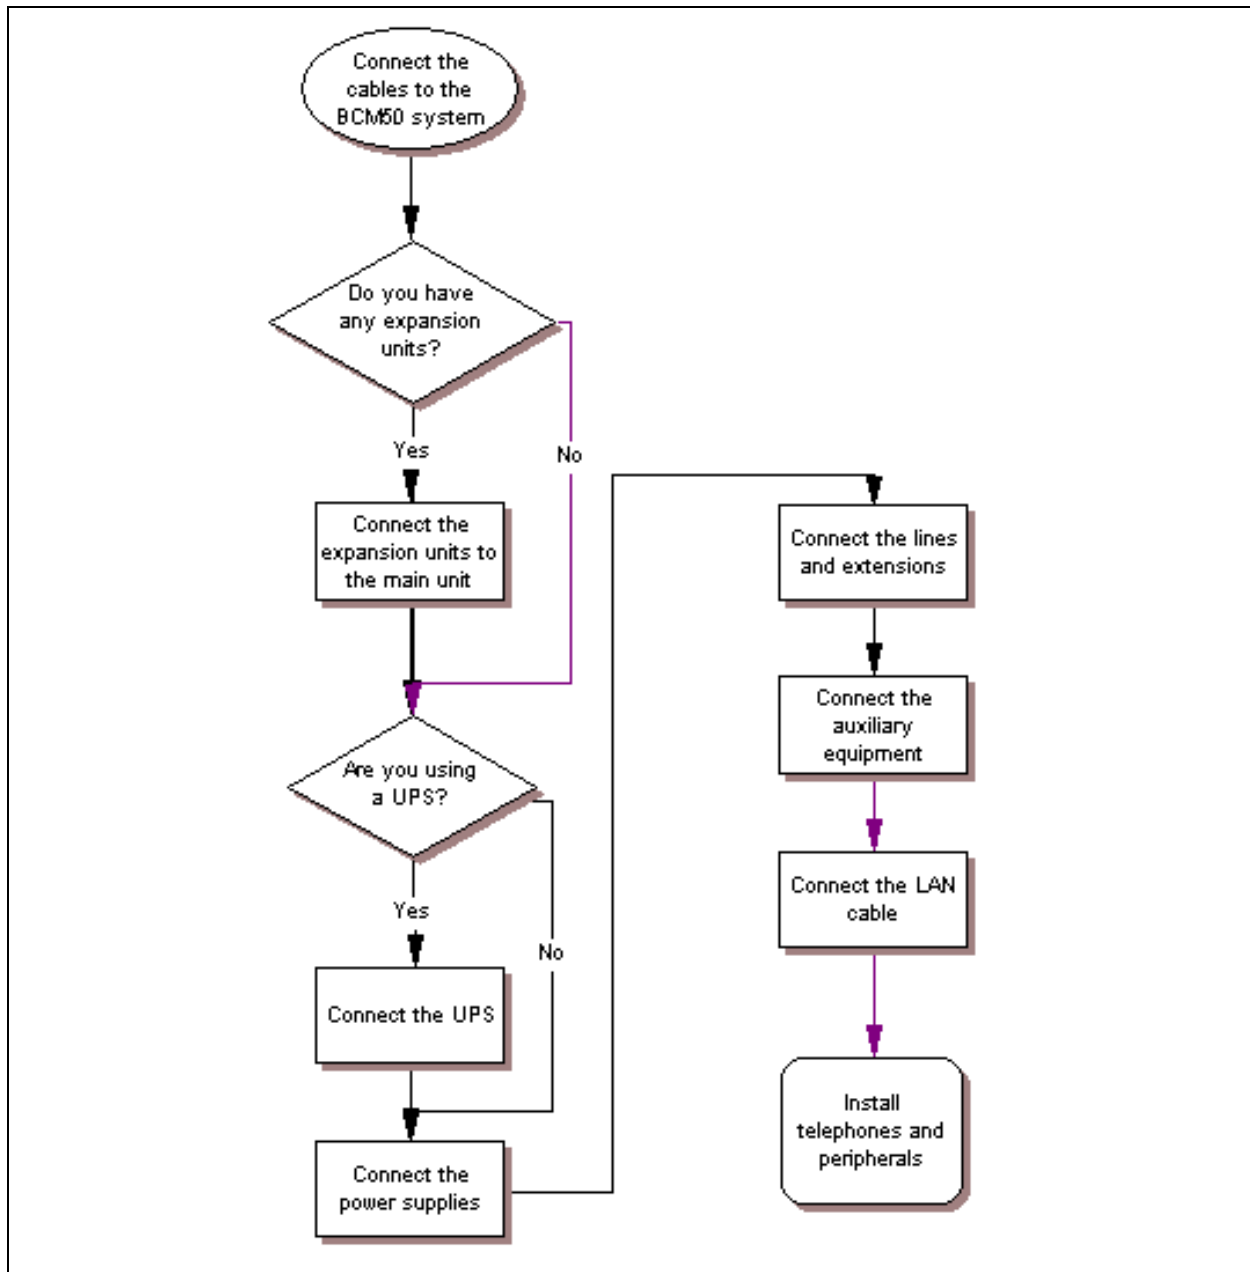 Connect the
cables to the
BCM50 system
Do you have
any expansion
units?
Yes
No
Connect the
expansion units to
the main unit
Are you using
a UPS?
Yes
No
Connect the UPS
Connect the
power supplies
Connect the lines
and extensions
Connect the
auxiliary
equipment
Connect the LAN
cable
Install
telephones and
peripherals